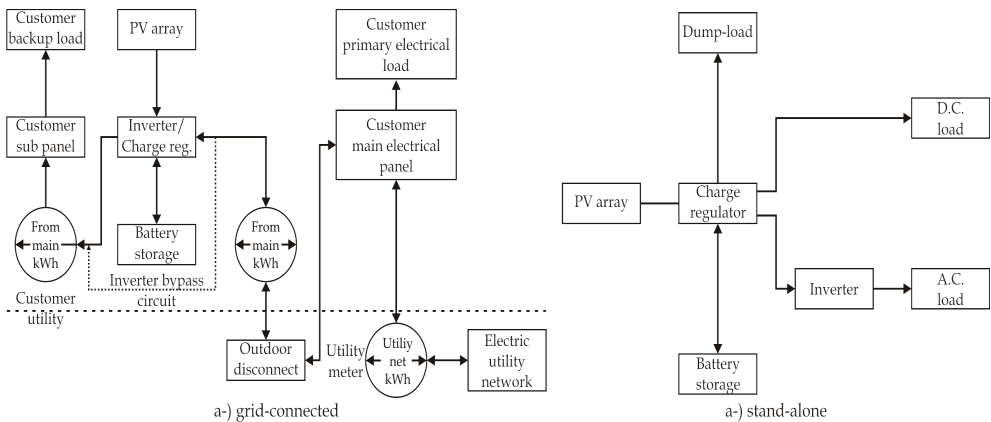 Customer
backup load
PV array
Customer
primary electrical
load
Customer
sub panel
Inverter/
Charge reg.
Customer
main electrical
panel
From
main
kWh
Battery
storage
From
main
kWh
Inverter bypass
circuit
Customer
utility
Outdoor
disconnect
Utility
meter
Utiliy
net
kWh
Electric
utility
network
a-) grid-connected
Dump-load
D.C.
load
PV array
Charge
regulator
Inverter
A.C.
load
Battery
storage
a-) stand-alone